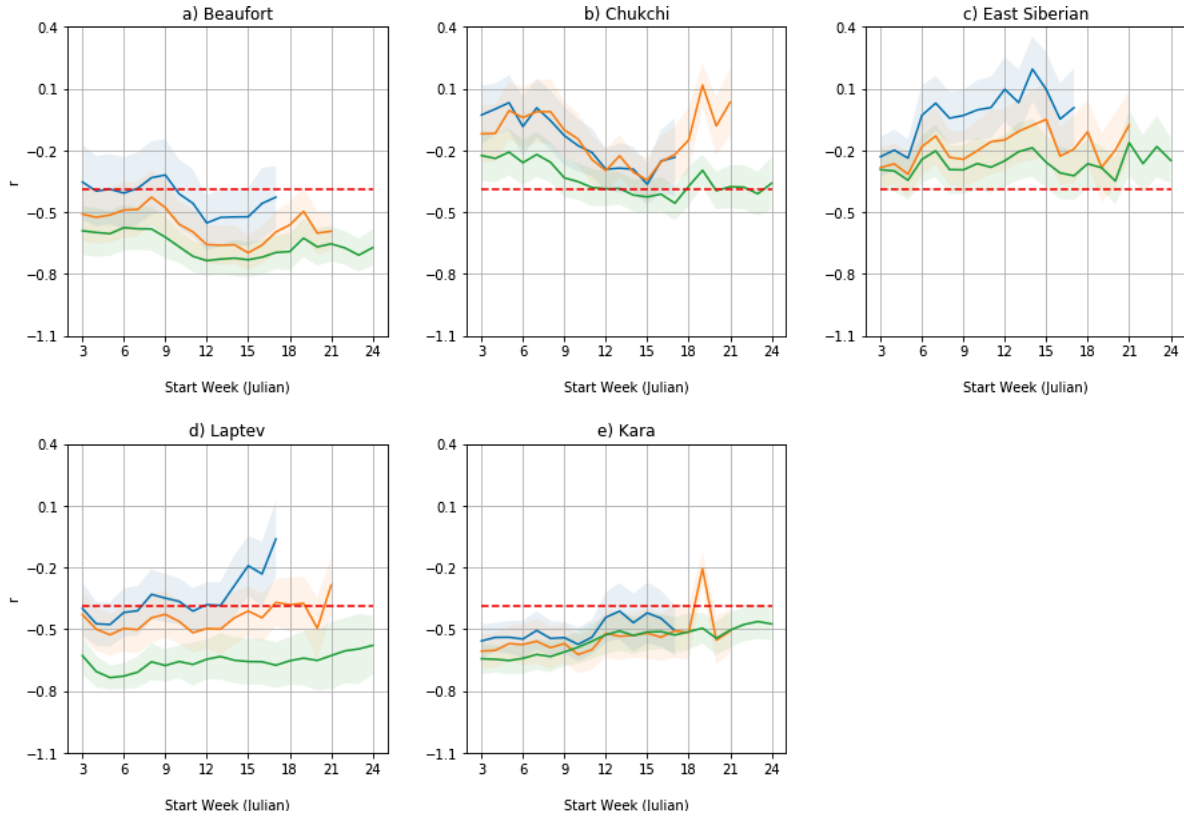 a) Beaufort
b) Chukchi
c) East Siberian
0.4
0.1
−0.2
−0.5
−0.8
−1.1
r
3 6 9 12 15 18 21 24
Start Week (Julian)
0.4
0.1
−0.2
−0.5
−0.8
−1.1
3 6 9 12 15 18 21 24
Start Week (Julian)
0.4
0.1
−0.2
−0.5
−0.8
−1.1
3 6 9 12 15 18 21 24
Start Week (Julian)
d) Laptev
e) Kara
0.4
0.1
−0.2
−0.5
−0.8
−1.1
r
3 6 9 12 15 18 21 24
Start Week (Julian)
0.4
0.1
−0.2
−0.5
−0.8
−1.1
3 6 9 12 15 18 21 24
Start Week (Julian)